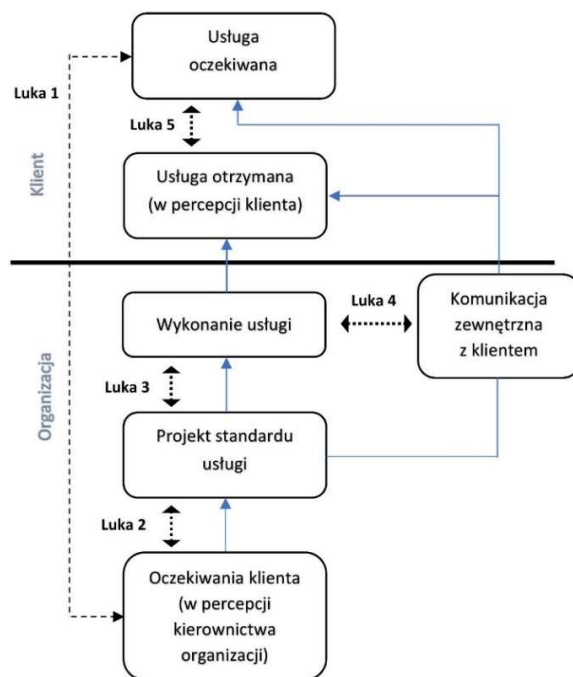 Usługa
oczekiwana
Luka 1
Luka 5
Klient
Usługa otrzymana
(w percepcji klienta)
Wykonanie usługi
Luka 4
Komunikacja
zewnętrzna
z klientem
Organizacja
Luka 3
Projekt standardu
usługi
Luka 2
Oczekiwania klienta
(w percepcji
kierownictwa
organizacji)